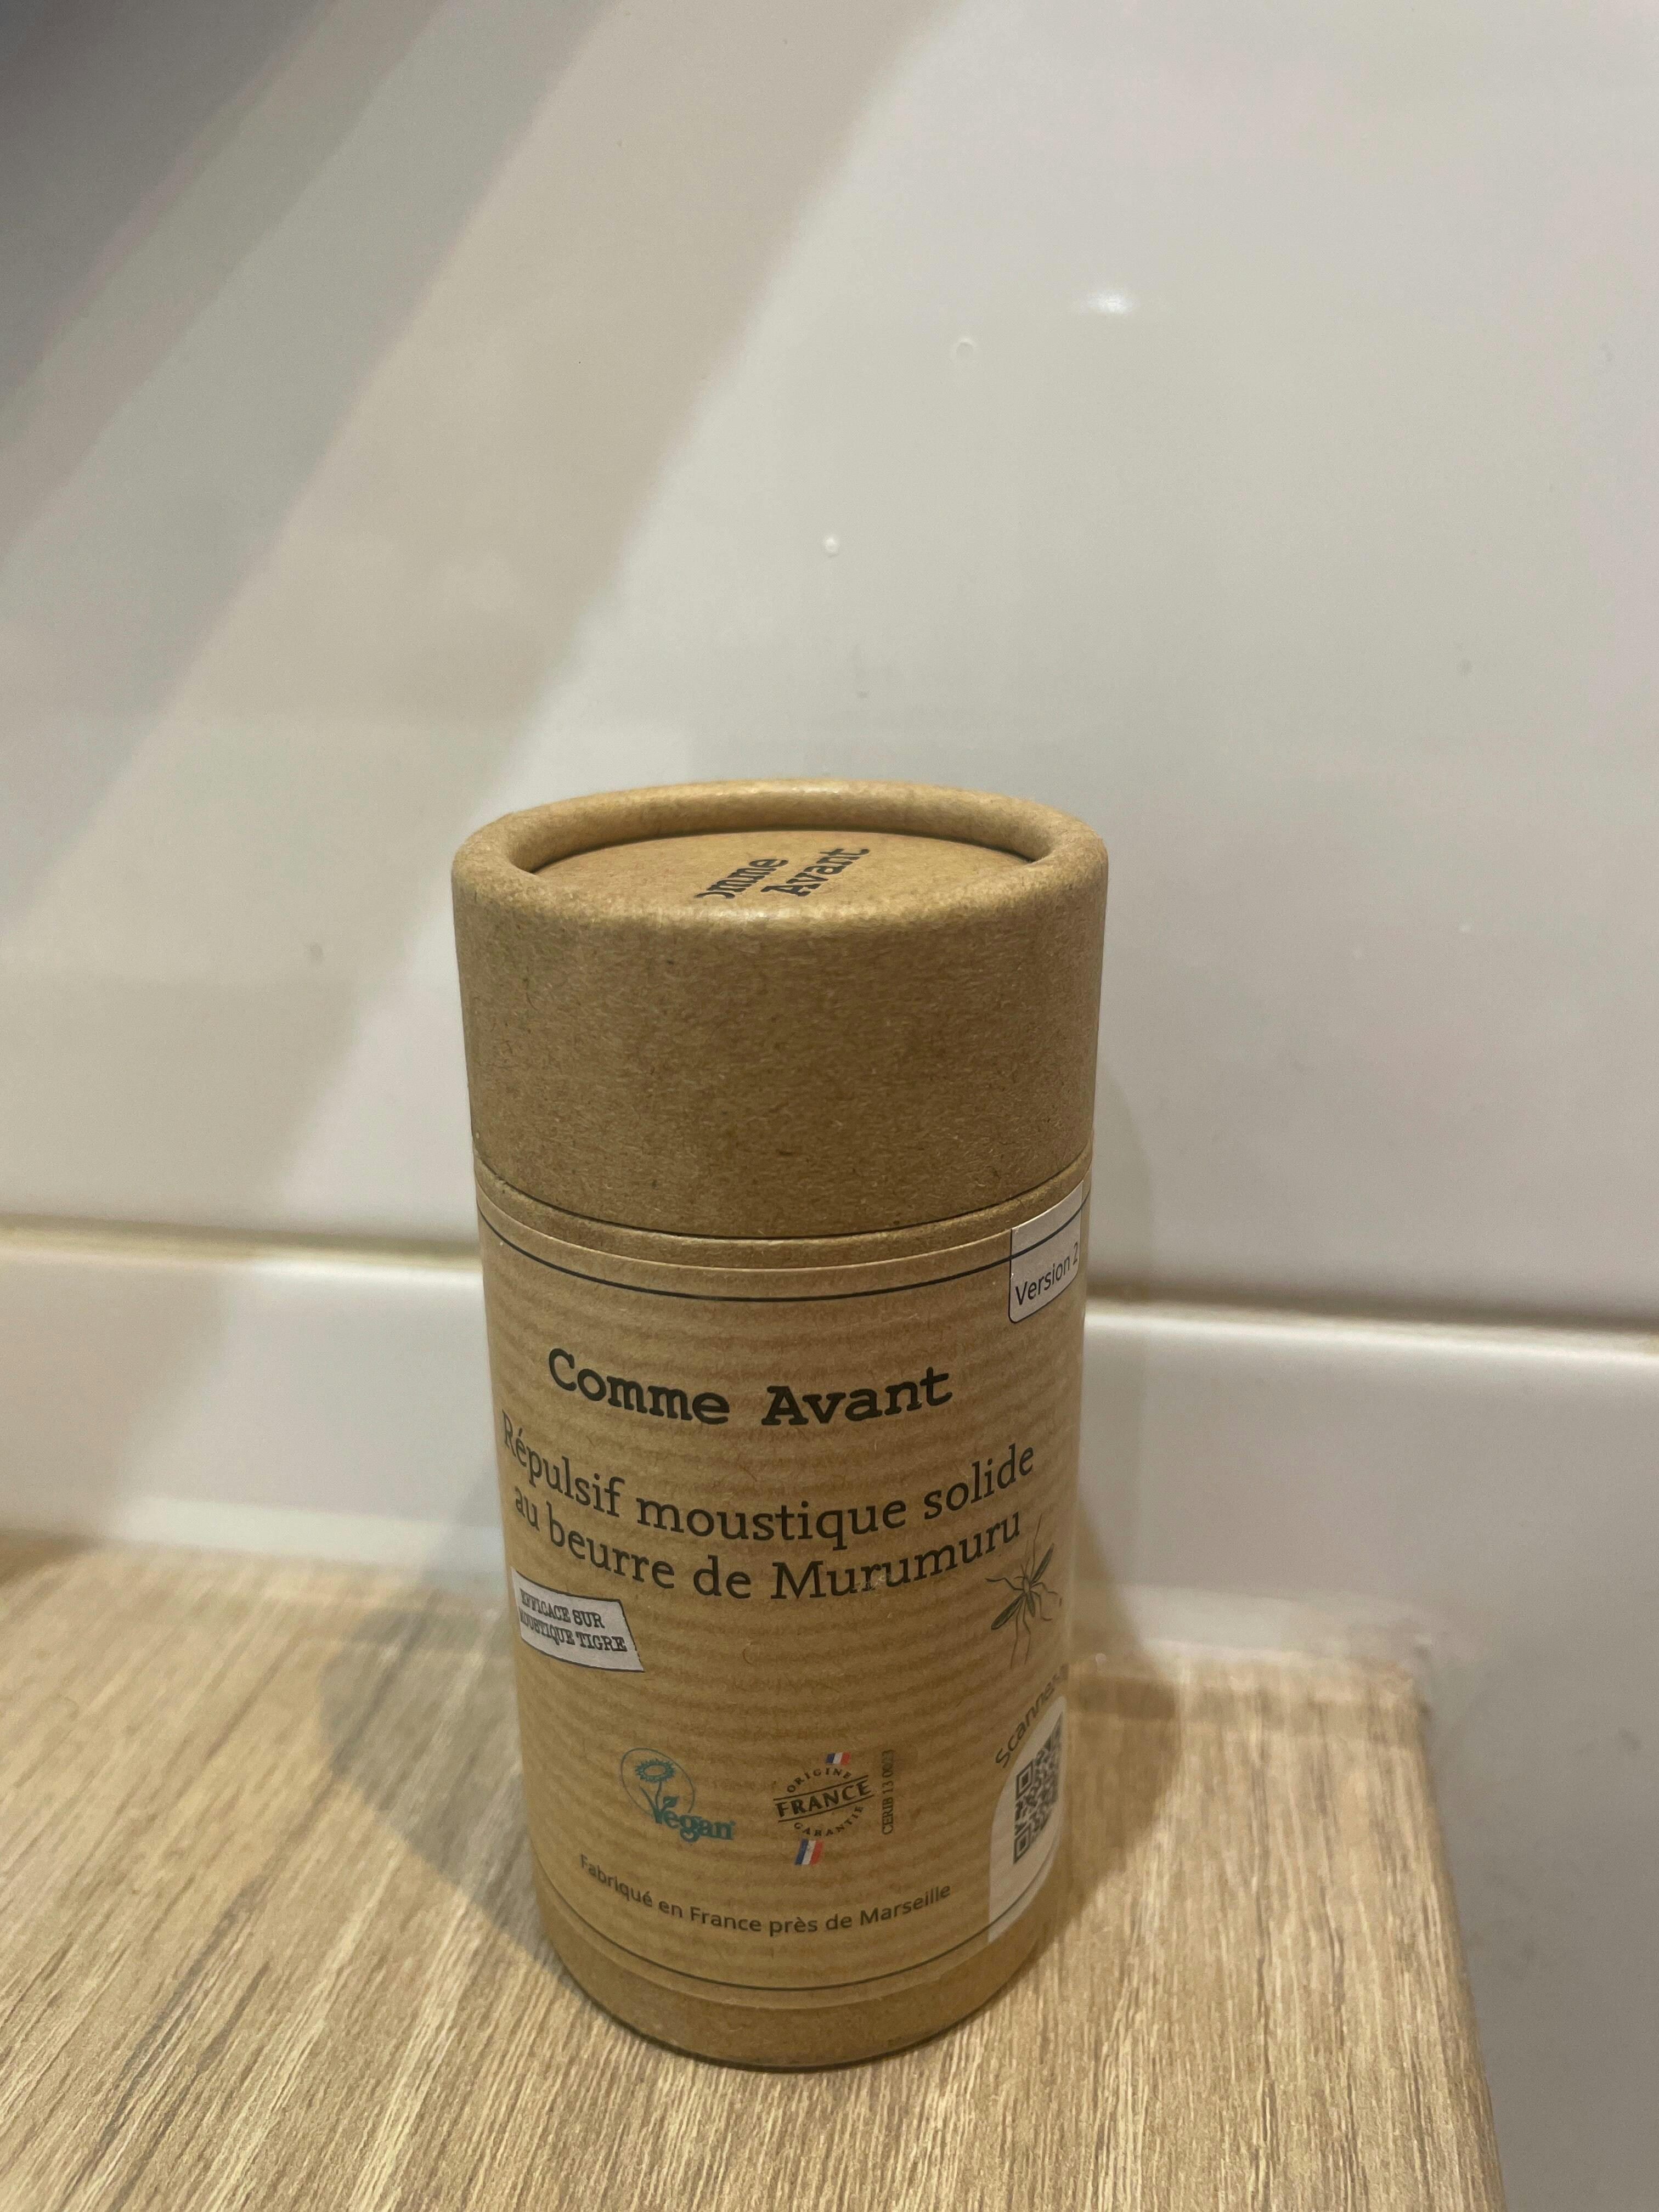 omme
Avant
Version 2
Comme Avant
Répulsif moustique solide
au beurre de Murumuru
EFFICACE SUR
MOUSTIQUE TIGRE
Vegan
ORIGINE
FRANCE
GARANTIE
CERIB 13 0023
Fabriqué en France près de Marseille